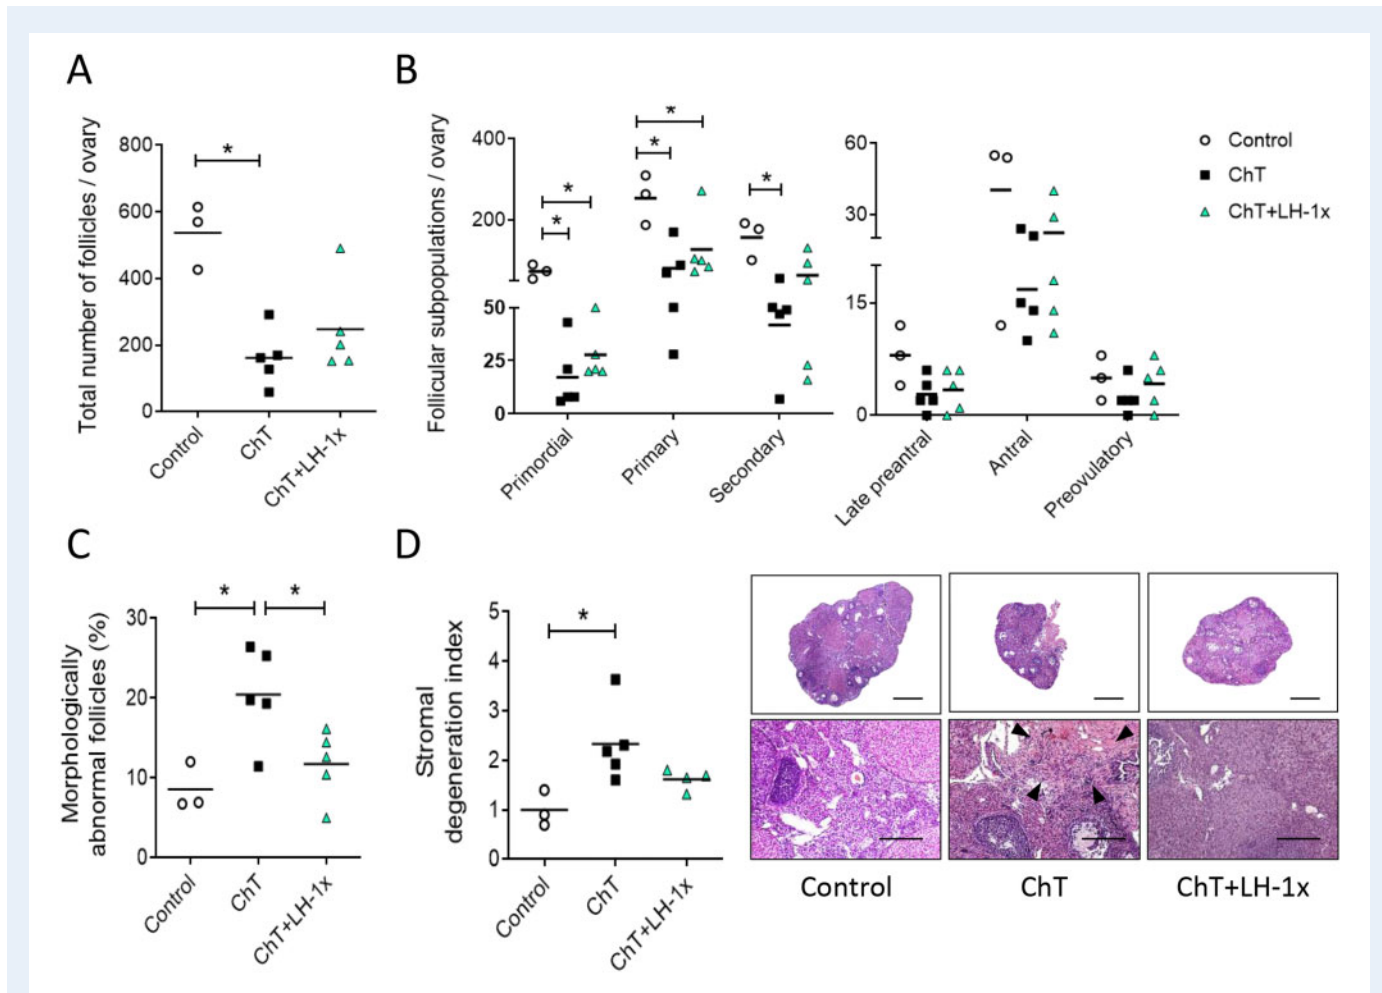 A
Total number of follicles / ovary
800
600
400
200
0
*
Control
ChT
ChT+LH-1x
B
Follicular subpopulations / ovary
400
200
50
25
0
*
*
*
*
*
Primordial
Primary
Secondary
60
30
15
0
Late preantral
Antral
Preovulatory
Control
ChT
ChT+LH-1x
C
Morphologically
abnormal follicles (%)
30
20
10
0
*
*
Control
ChT
ChT+LH-1x
D
Stromal
degeneration index
5
4
3
2
1
0
*
Control
ChT
ChT+LH-1x
Control
ChT
ChT+LH-1x